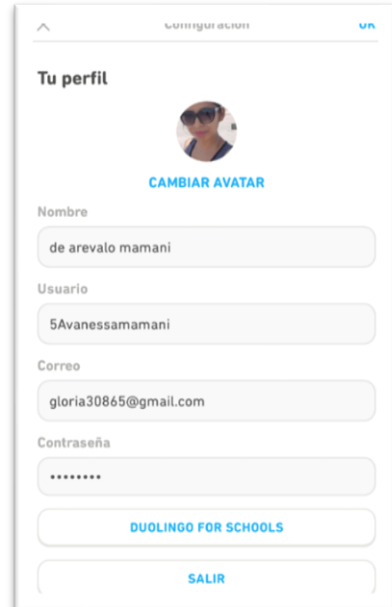 Configuración OK
Tu perfil
CAMBIAR AVATAR
Nombre
de arevalo mamani
Usuario
5Avanessamamani
Correo
gloria30865@gmail.com
Contraseña
••••••••
DUOLINGO FOR SCHOOLS
SALIR